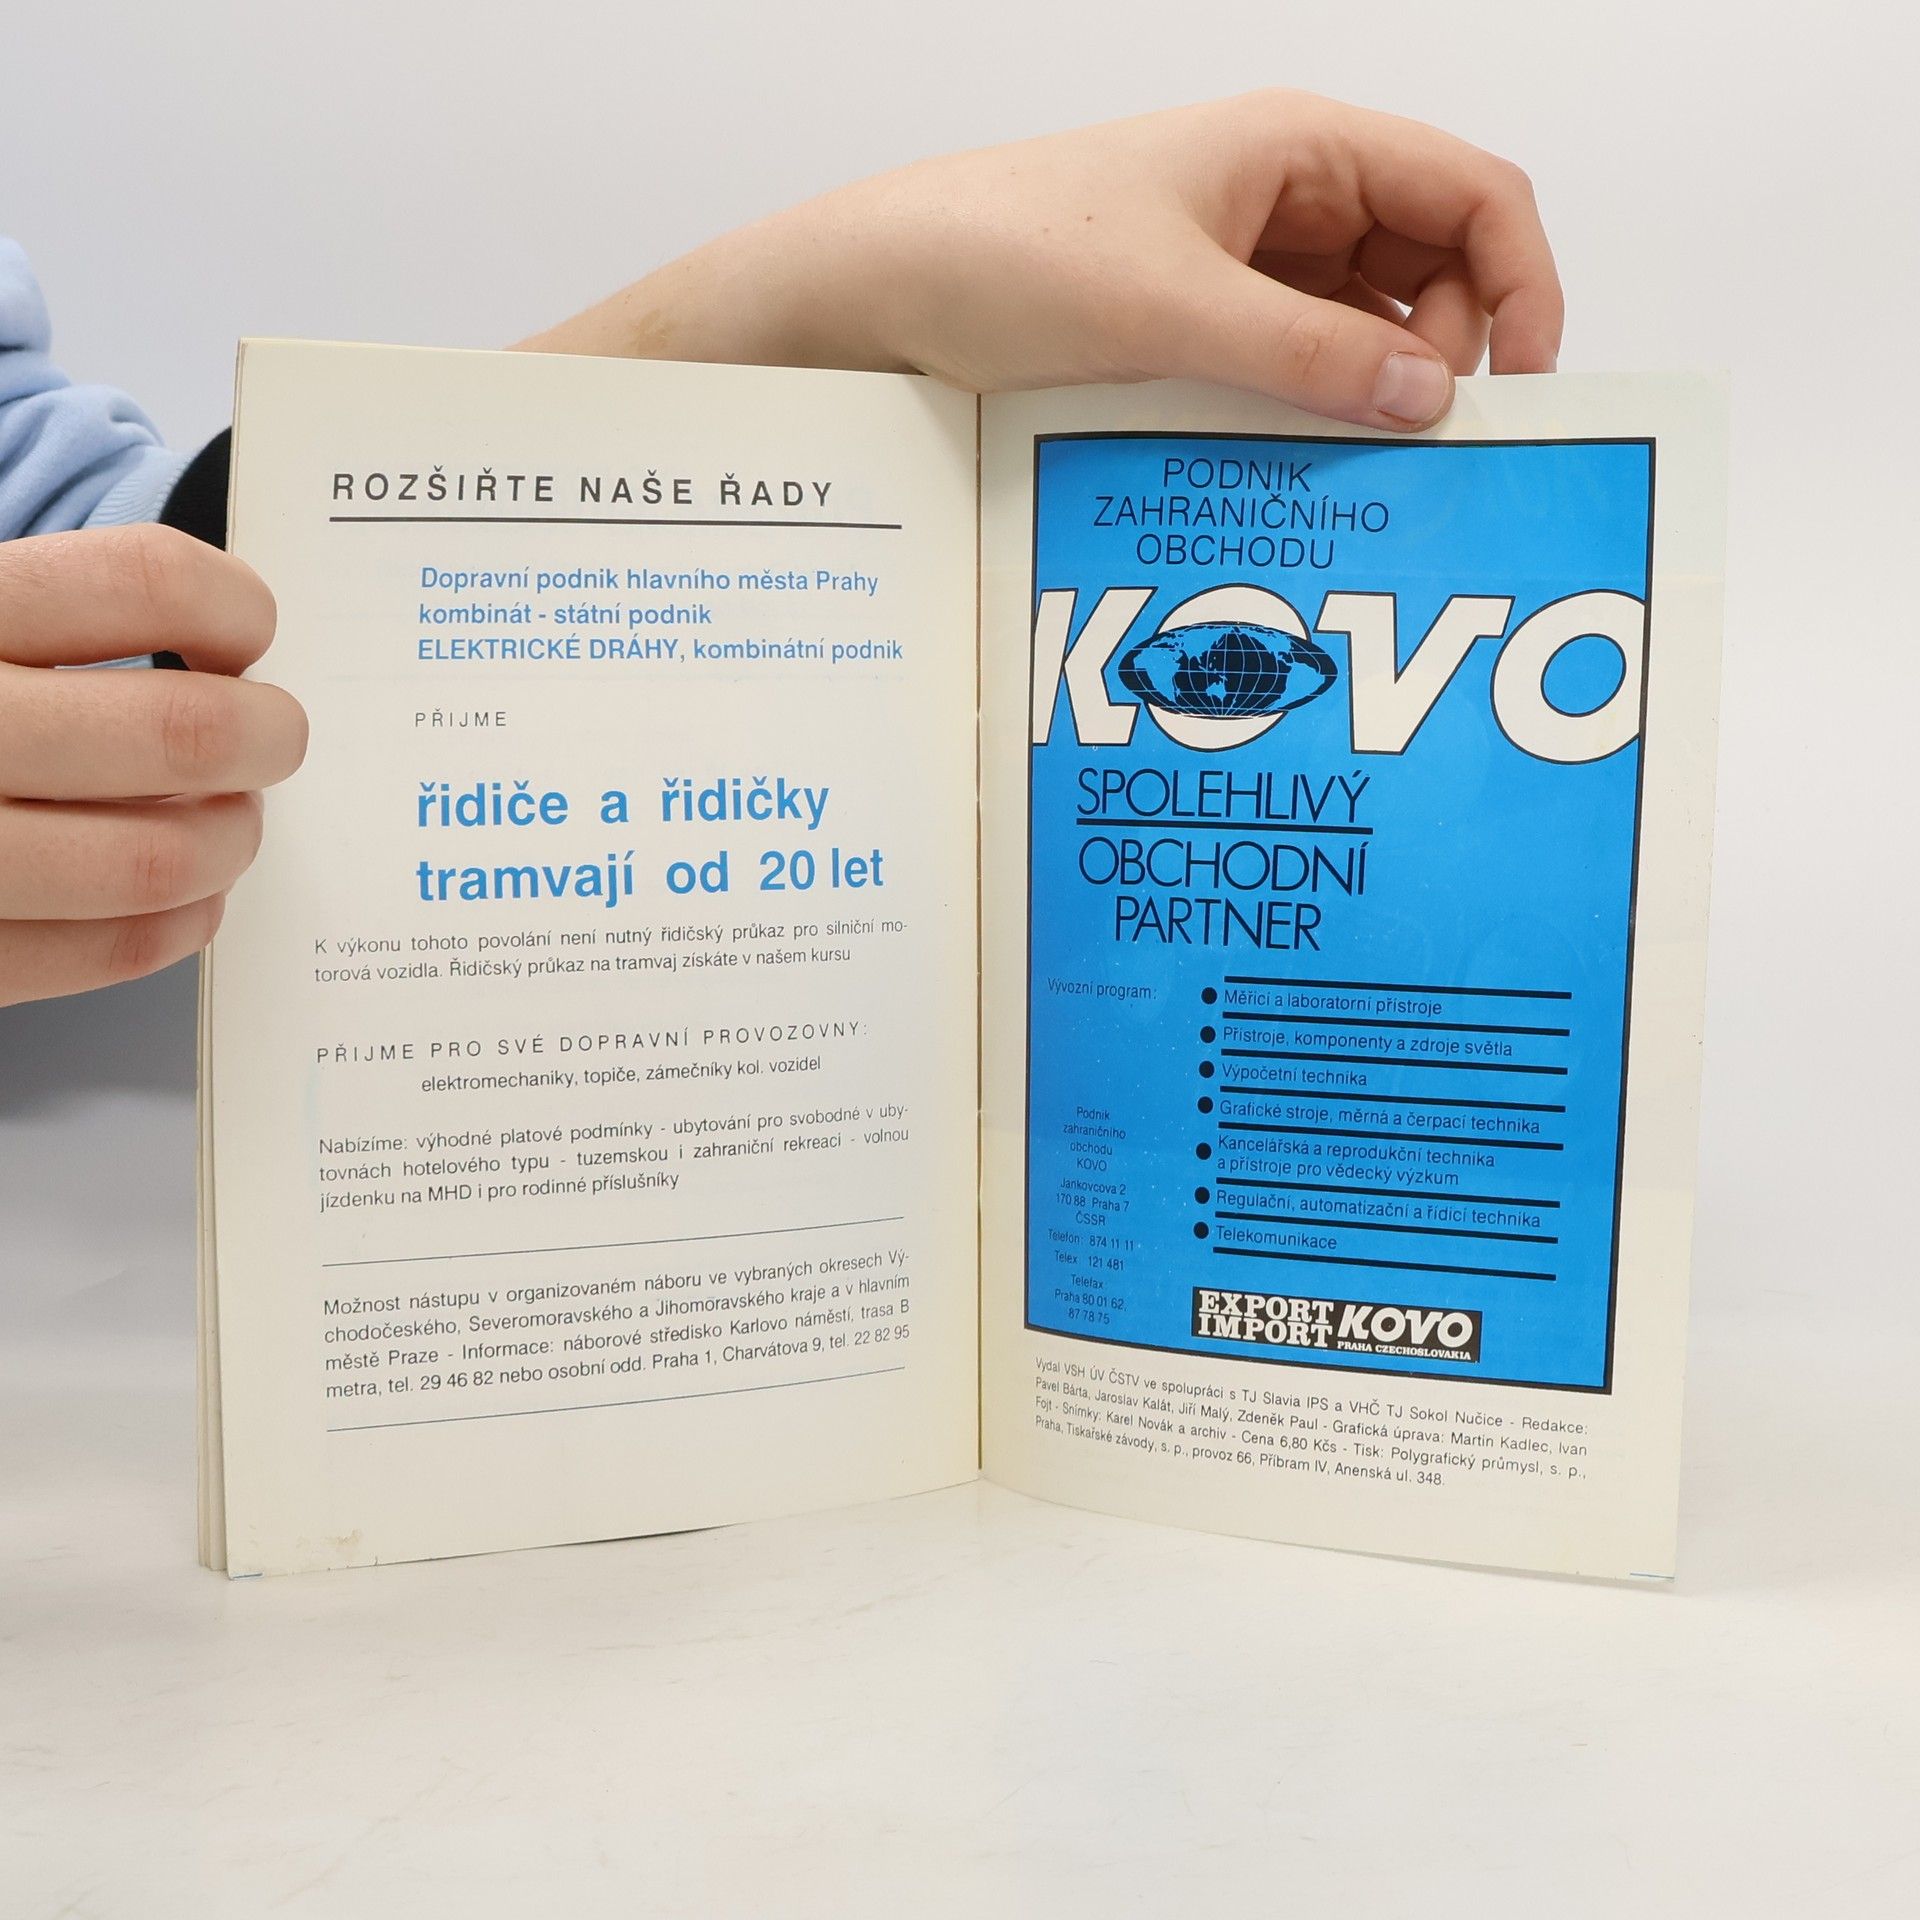 ROZŠIŘTE NAŠE ŘADY
Dopravní podnik hlavního města Prahy
kombinát - státní podnik
ELEKTRICKÉ DRÁHY, kombinátní podnik
PŘIJME
řidiče a řidičky
tramvají od 20 let
K výkonu tohoto povolání není nutný řidičský průkaz pro silniční mo-
torová vozidla. Řidičský průkaz na tramvaj získáte v našem kursu
PŘIJME PRO SVÉ DOPRAVNÍ PROVOZOVNY:
elektromechaniky, topiče, zámečníky kol. vozidel
Nabízíme: výhodné platové podmínky - ubytování pro svobodné v uby-
tovnách hotelového typu - tuzemskou i zahraniční rekreaci - volnou
jízdenku na MHD i pro rodinné příslušníky
Možnost nástupu v organizovaném náboru ve vybraných okresech Vý-
chodočeského, Severomoravského a Jihomoravského kraje a v hlavním
městě Praze - Informace: náborové středisko Karlovo náměstí, trasa B
metra, tel. 29 46 82 nebo osobní odd. Praha 1, Charvátova 9, tel. 22 82 95
PODNIK
ZAHRANIČNÍHO
OBCHODU
KOVO
SPOLEHLIVÝ
OBCHODNÍ
PARTNER
Vývozní program:
● Měřicí a laboratorní přístroje
● Přístroje, komponenty a zdroje světla
● Výpočetní technika
● Grafické stroje, měrná a čerpací technika
● Kancelářská a reprodukční technika
a přístroje pro vědecký výzkum
● Regulační, automatizační a řídicí technika
● Telekomunikace
Podnik
zahraničního
obchodu
KOVO
Jankovcova 2
170 88 Praha 7
ČSSR
Telefon: 874 11 11
Telex: 121 481
Telefax:
Praha 80 01 62,
87 78 75
EXPORT
IMPORT
KOVO
PRAHA CZECHOSLOVAKIA
Vydal VSH ÚV ČSTV ve spolupráci s TJ Slavia IPS a VHČ TJ Sokol Nučice - Redakce:
Pavel Bárta, Jaroslav Kalát, Jiří Malý, Zdeněk Paul - Grafická úprava: Martin Kadlec, Ivan
Fojt - Snímky: Karel Novák a archiv - Cena 6,80 Kčs - Tisk: Polygrafický průmysl, s. p.,
Praha, Tiskařské závody, s. p., provoz 66, Příbram IV, Anenská ul. 348.